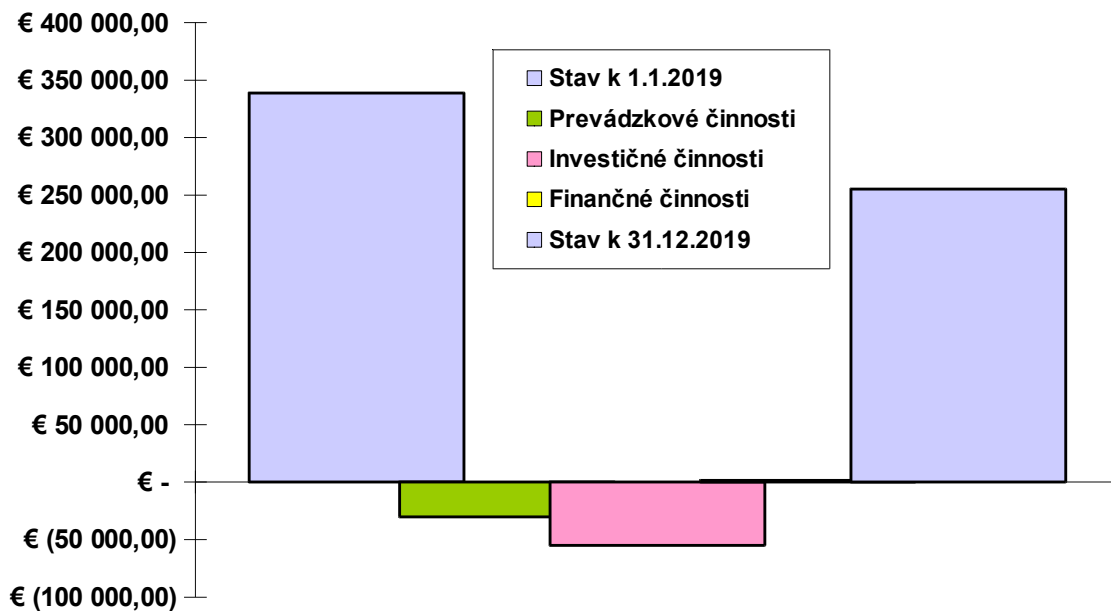 € 400 000,00
€ 350 000,00
€ 300 000,00
€ 250 000,00
€ 200 000,00
€ 150 000,00
€ 100 000,00
€ 50 000,00
€ -
€ (50 000,00)
€ (100 000,00)
Stav k 1.1.2019
Prevádzkové činnosti
Investičné činnosti
Finančné činnosti
Stav k 31.12.2019